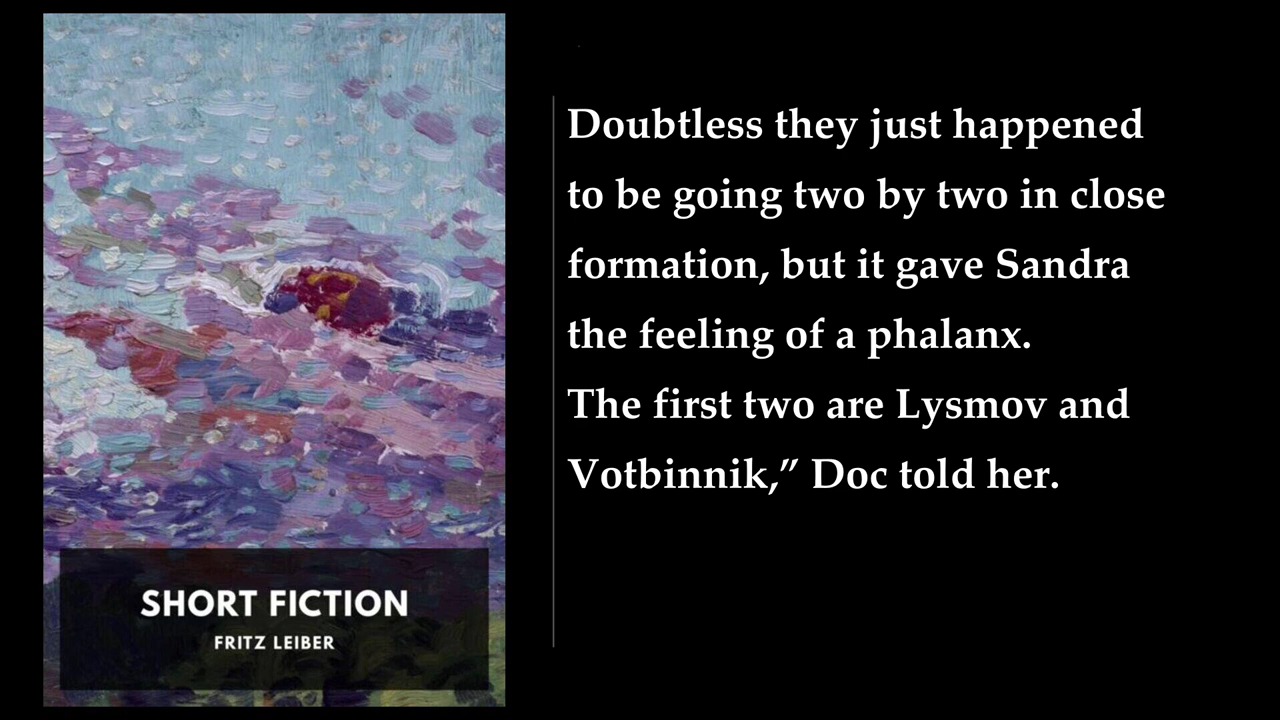 SHORT FICTION
FRITZ LEIBER
Doubtless they just happened
to be going two by two in close
formation, but it gave Sandra
the feeling of a phalanx.
The first two are Lysmov and
Votbinnik,” Doc told her.